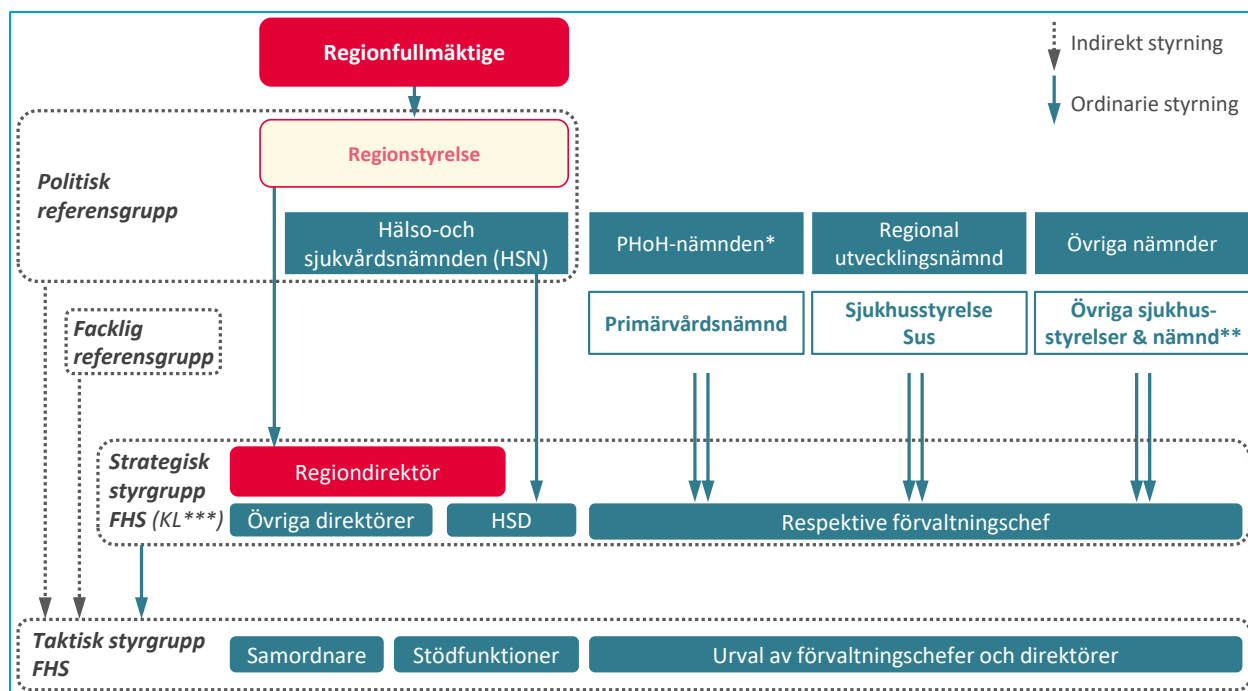 Regionfullmäktige
Indirekt styrning
Ordinarie styrning
Regionstyrelse
Politisk
referensgrupp
Hälso-och
sjukvårdsnämnden (HSN)
PHoH-nämnden*
Regional
utvecklingsnämnd
Övriga nämnder
Primärvårdsnämnd
Sjukhusstyrelse
Sus
Övriga sjukhus-
styrelser & nämnd**
Facklig
referensgrupp
Strategisk
styrgrupp
FHS (KL***)
Regiondirektör
Övriga direktörer
HSD
Respektive förvaltningschef
Taktisk styrgrupp
FHS
Samordnare
Stödfunktioner
Urval av förvaltningschefer och direktörer